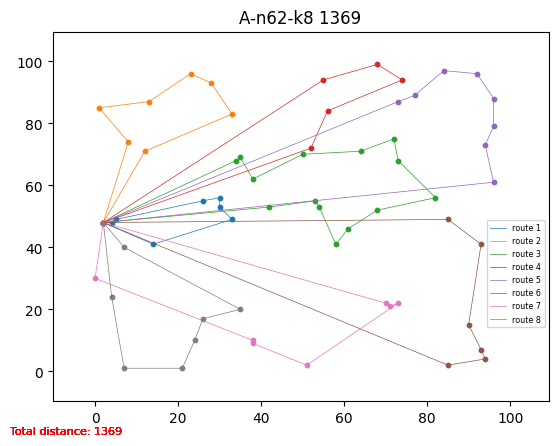 A-n62-k8 1369
100
80
60
40
20
0
route 1
route 2
route 3
route 4
route 5
route 6
route 7
route 8
0 20 40 60 80 100
Total distance: 1369